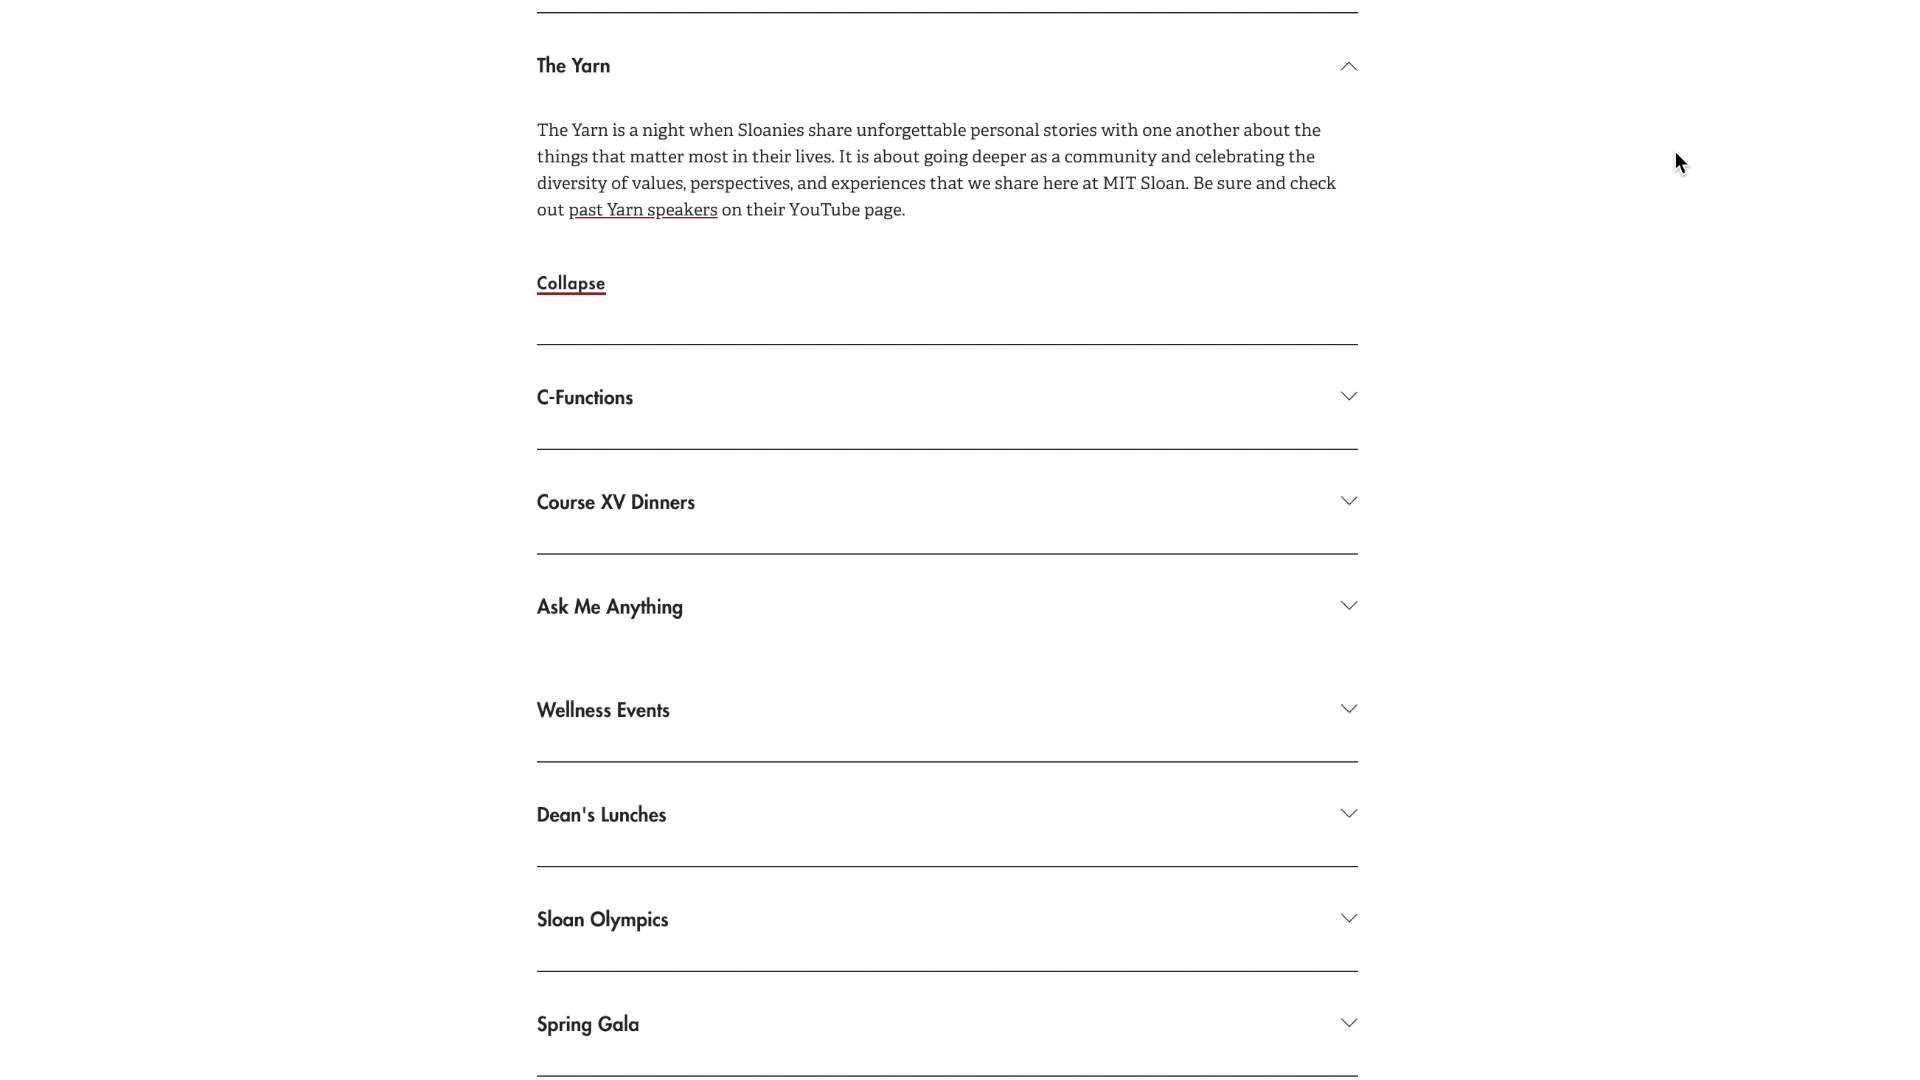 The Yarn
The Yarn is a night when Sloanies share unforgettable personal stories with one another about the
things that matter most in their lives. It is about going deeper as a community and celebrating the
diversity of values, perspectives, and experiences that we share here at MIT Sloan. Be sure and check
out past Yarn speakers on their YouTube page.
Collapse
C-Functions
Course XV Dinners
Ask Me Anything
Wellness Events
Dean's Lunches
Sloan Olympics
Spring Gala